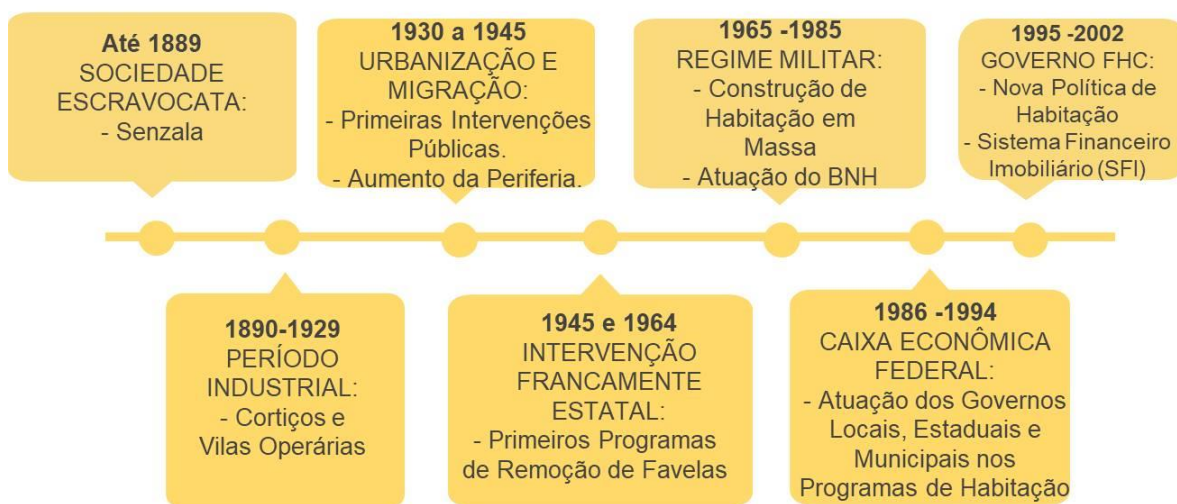 Até 1889
SOCIEDADE
ESCRAVOCATA:
- Senzala
1890-1929
PERÍODO
INDUSTRIAL:
- Cortiços e
Vilas Operárias
1930 a 1945
URBANIZAÇÃO E
MIGRAÇÃO:
- Primeiras Intervenções
Públicas.
- Aumento da Periferia.
1945 e 1964
INTERVENÇÃO
FRANCAMENTE
ESTATAL:
- Primeiros Programas
de Remoção de Favelas
1965 -1985
REGIME MILITAR:
- Construção de
Habitação em
Massa
- Atuação do BNH
1986 -1994
CAIXA ECONÔMICA
FEDERAL:
- Atuação dos Governos
Locais, Estaduais e
Municipais nos
Programas de Habitação
1995 -2002
GOVERNO FHC:
- Nova Política de
Habitação
- Sistema Financeiro
Imobiliário (SFI)